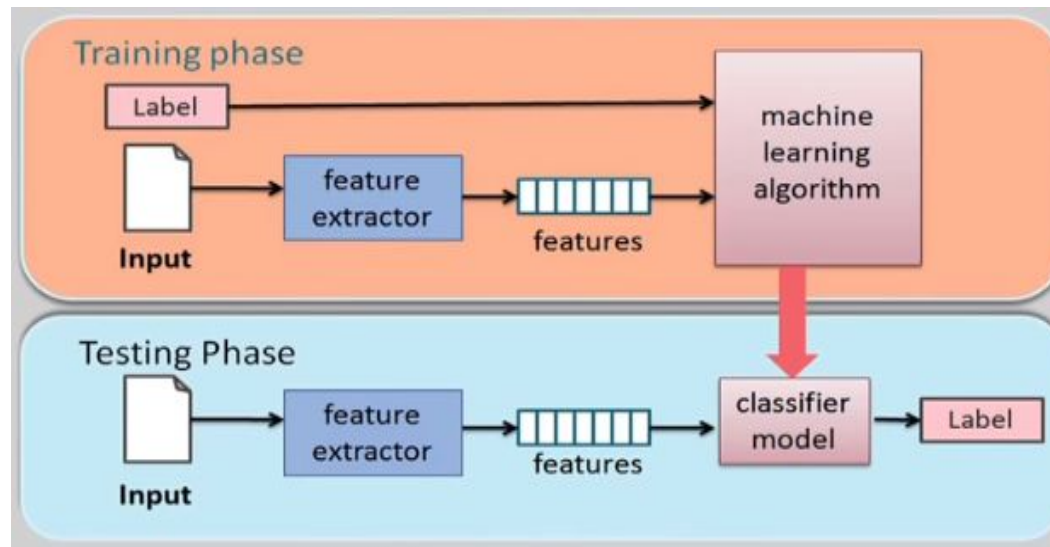 Training phase
Label
machine
learning
algorithm
feature
extractor
features
Input
Testing Phase
feature
extractor
features
classifier
model
Label
Input